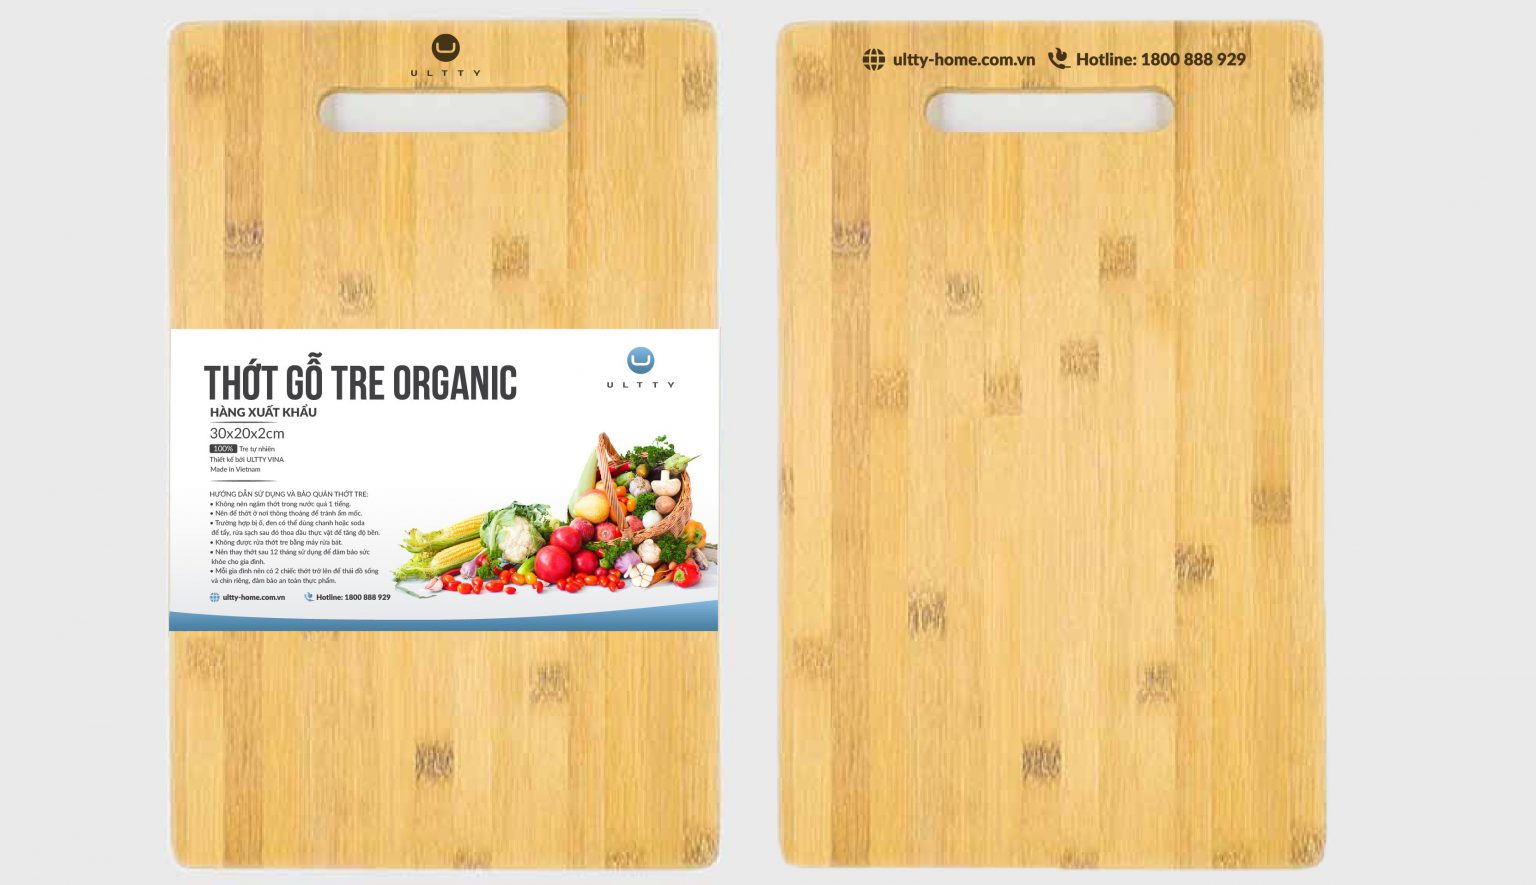 ULTTY
THỚT GỖ TRE ORGANIC
HÀNG XUẤT KHẨU
30x20x2cm
100% Tre tự nhiên
Thiết kế bởi ULTTY VINA
Made in Vietnam
HƯỚNG DẪN SỬ DỤNG VÀ BẢO QUẢN THỚT TRE:
• Không nên ngâm thớt trong nước quá 1 tiếng.
• Nên để thớt ở nơi thông thoáng để tránh ẩm mốc.
• Trường hợp bị ố, đen có thể dùng chanh hoặc soda
để tẩy, rửa sạch sau đó thoa dầu thực vật để tăng độ bền.
• Không được rửa thớt tre bằng máy rửa bát.
• Nên thay thớt sau 12 tháng sử dụng để đảm bảo sức
khỏe cho gia đình.
• Mỗi gia đình nên có 2 chiếc thớt trở lên để thái đồ sống
và chín riêng, đảm bảo an toàn thực phẩm.
ultty-home.com.vn Hotline: 1800 888 929
ULTTY
ultty-home.com.vn Hotline: 1800 888 929